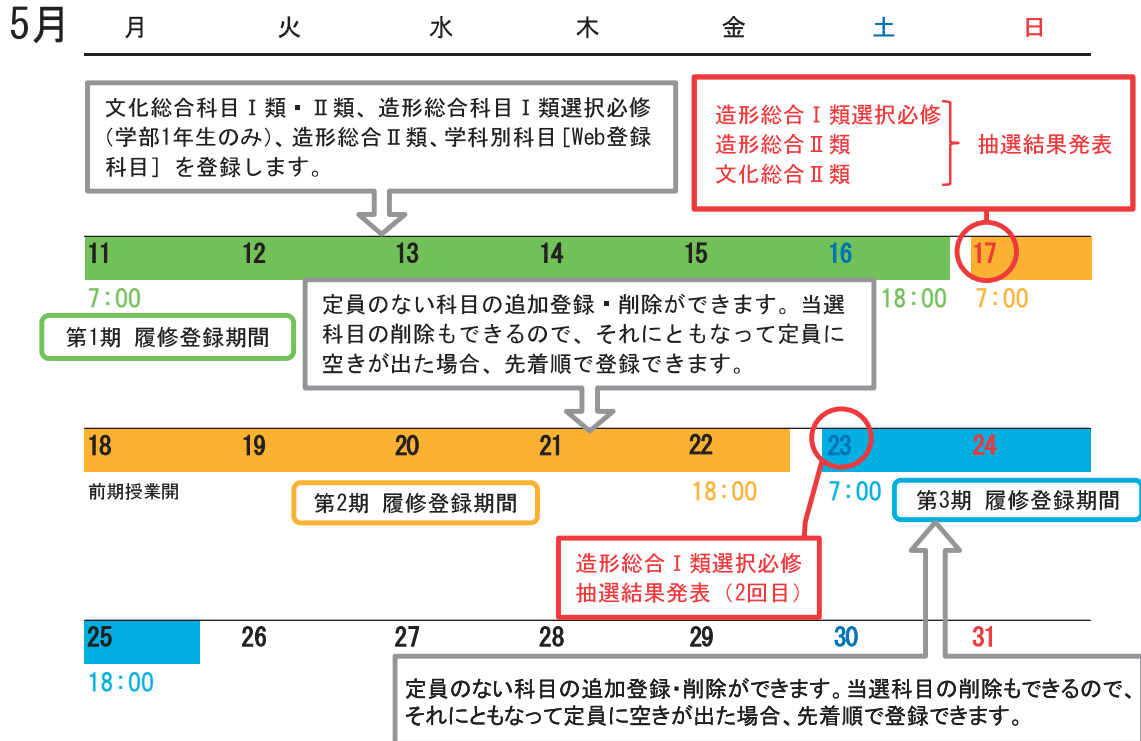 5月 月 火 水 木 金 土 日
文化総合科目Ⅰ類・Ⅱ類、造形総合科目Ⅰ類選択必修
(学部1年生のみ)、造形総合Ⅱ類、学科別科目[Web登録
科目]を登録します。
造形総合Ⅰ類選択必修
造形総合Ⅱ類
文化総合Ⅱ類
抽選結果発表
11 12 13 14 15 16 17
7:00 18:00 7:00
第1期 履修登録期間
定員のない科目の追加登録・削除ができます。当選
科目の削除もできるので、それにともなって定員に
空きが出た場合、先着順で登録できます。
18 19 20 21 22 23 24
前期授業開
第2期 履修登録期間
18:00 7:00
第3期 履修登録期間
造形総合Ⅰ類選択必修
抽選結果発表(2回目)
25 26 27 28 29 30 31
18:00
定員のない科目の追加登録・削除ができます。当選科目の削除もできるので、
それにともなって定員に空きが出た場合、先着順で登録できます。